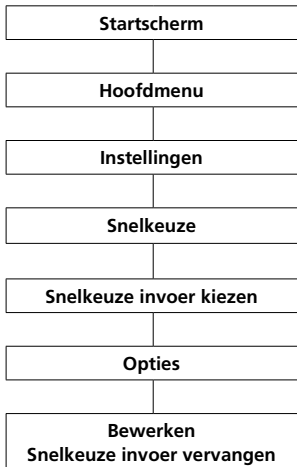 Startscherm
Hoofdmenu
Instellingen
Snelkeuze
Snelkeuze invoer kiezen
Opties
Bewerken
Snelkeuze invoer vervangen